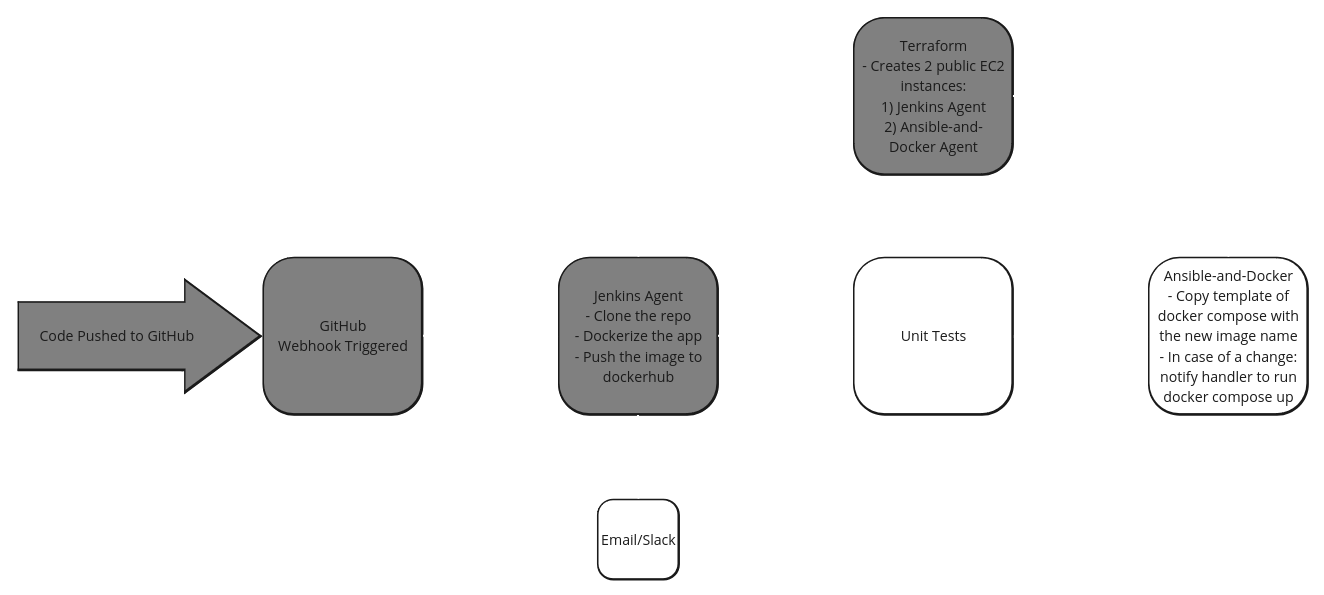 Terraform
- Creates 2 public EC2
instances:
1) Jenkins Agent
2) Ansible-and-
Docker Agent
Code Pushed to GitHub
GitHub
Webhook Triggered
Jenkins Agent
- Clone the repo
- Dockerize the app
- Push the image to
dockerhub
Unit Tests
Ansible-and-Docker
- Copy template of
docker compose with
the new image name
- In case of a change:
notify handler to run
docker compose up
Email/Slack